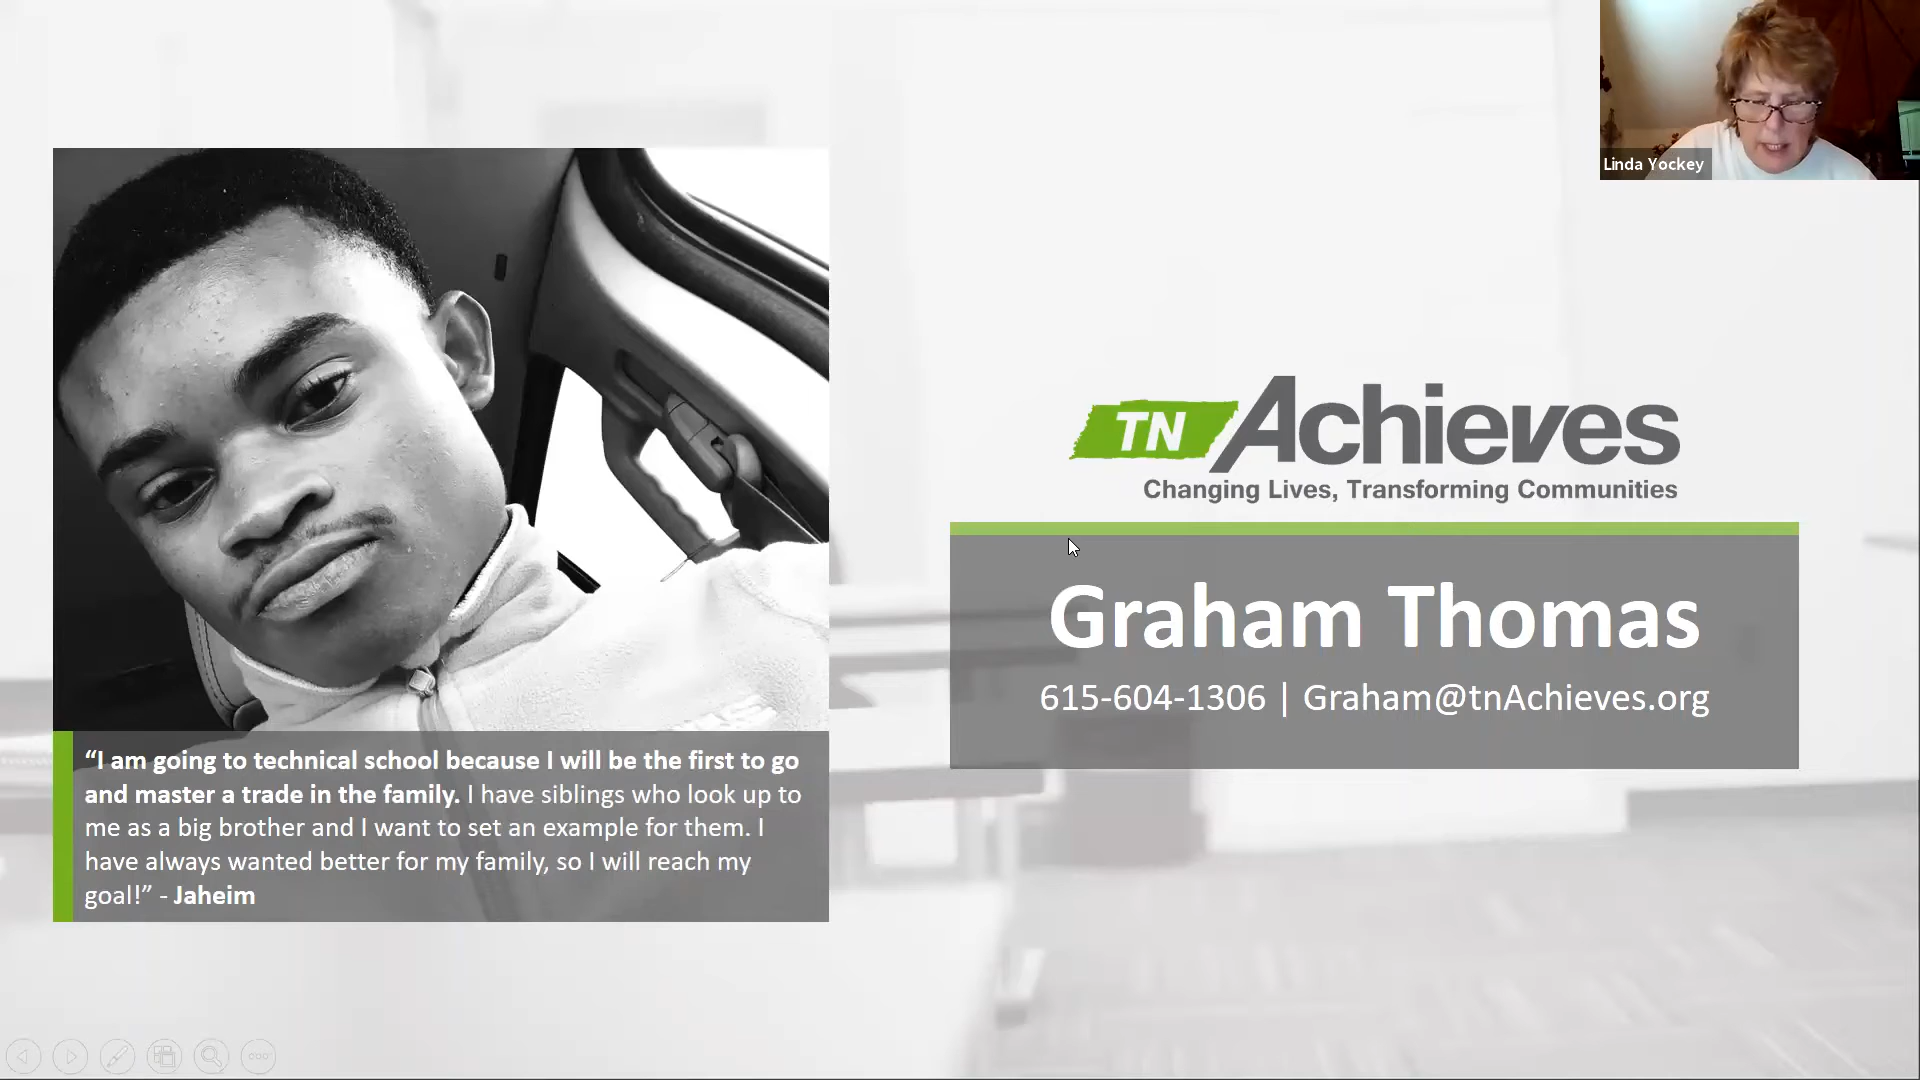 Linda Yockey
TN Achieves
Changing Lives, Transforming Communities
Graham Thomas
615-604-1306 | Graham@tnAchieves.org
“I am going to technical school because I will be the first to go
and master a trade in the family. I have siblings who look up to
me as a big brother and I want to set an example for them. I
have always wanted better for my family, so I will reach my
goal!” - Jaheim